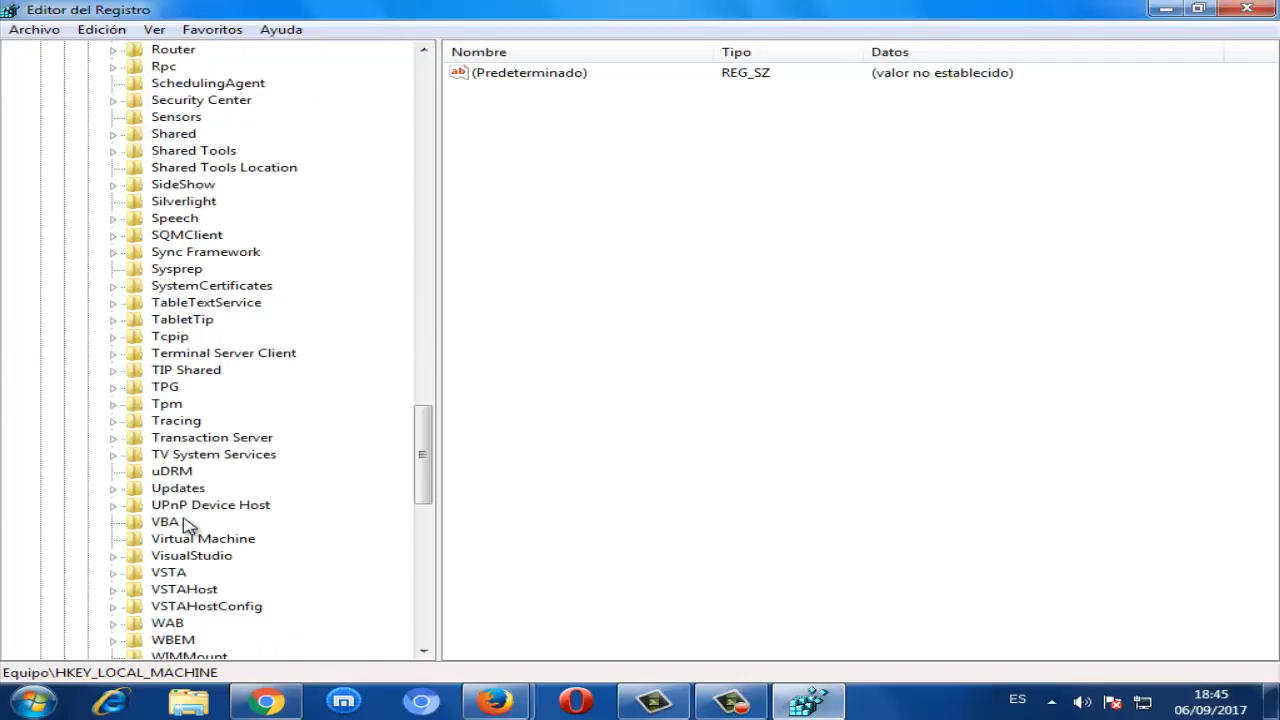 Editor del Registro
Archivo Edición Ver Favoritos Ayuda
Router
Rpc
SchedulingAgent
Security Center
Sensors
Shared
Shared Tools
Shared Tools Location
SideShow
Silverlight
Speech
SQMClient
Sync Framework
Sysprep
SystemCertificates
TableTextService
TabletTip
Tcpip
Terminal Server Client
TIP Shared
TPG
Tpm
Tracing
Transaction Server
TV System Services
uDRM
Updates
UPnP Device Host
VBA
Virtual Machine
VisualStudio
VSTA
VSTAHost
VSTAHostConfig
WAB
WBEM
WIMMount
Nombre Tipo Datos
(Predeterminado) REG_SZ (valor no establecido)
Equipo\HKEY_LOCAL_MACHINE
ES
18:45
06/09/2017